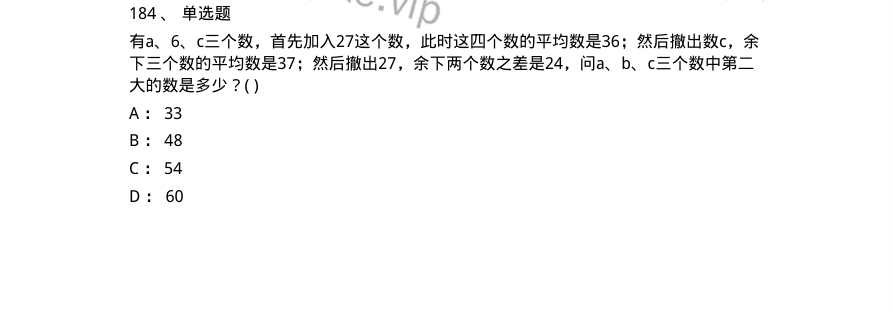 .vip
184 、 单选题
有a、6、c三个数，首先加入27这个数，此时这四个数的平均数是36；然后撤出数c，余
下三个数的平均数是37；然后撤出27，余下两个数之差是24，问a、b、c三个数中第二
大的数是多少？( )
A： 33
B： 48
C： 54
D： 60